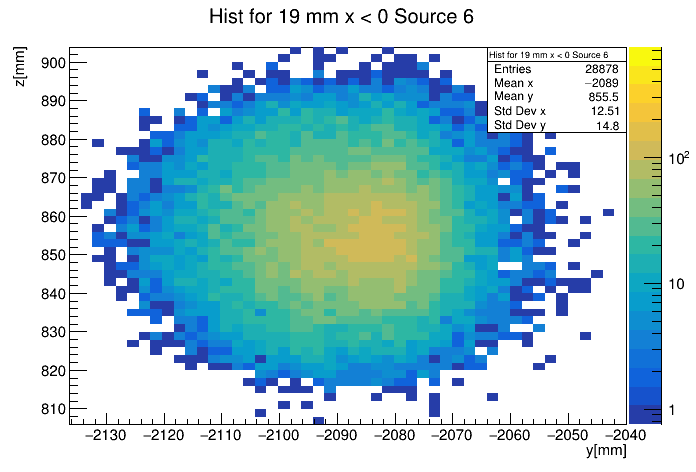 Hist for 19 mm x < 0 Source 6
z[mm]
900
890
880
870
860
850
840
830
820
810
Hist for 19 mm x < 0 Source 6
Entries 28878
Mean x −2089
Mean y 855.5
Std Dev x 12.51
Std Dev y 14.8
10²
10
1
−2130 −2120 −2110 −2100 −2090 −2080 −2070 −2060 −2050 −2040
y[mm]